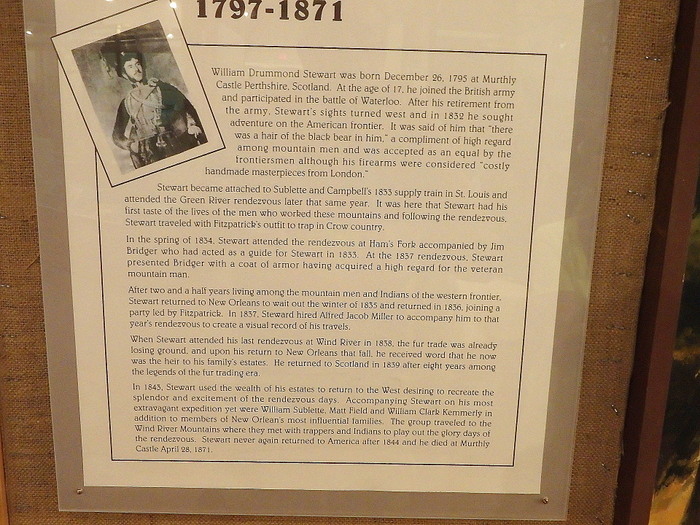 1797-1871
William Drummond Stewart was born December 26, 1795 at Murthly
Castle Perthshire, Scotland. At the age of 17, he joined the British army
and participated in the battle of Waterloo. After his retirement from
the army, Stewart's sights turned west and in 1832 he sought
adventure on the American frontier. It was said of him that "there
was a hair of the black bear in him," a compliment of high regard
among mountain men and was accepted as an equal by the
frontiersmen although his firearms were considered "costly
handmade masterpieces from London."
Stewart became attached to Sublette and Campbell's 1833 supply train in St. Louis and
attended the Green River rendezvous later that same year. It was here that Stewart had his
first taste of the lives of the men who worked these mountains and following the rendezvous,
Stewart traveled with Fitzpatrick's outfit to trap in Crow country.
In the spring of 1834, Stewart attended the rendezvous at Ham's Fork accompanied by Jim
Bridger who had acted as a guide for Stewart in 1833. At the 1837 rendezvous, Stewart
presented Bridger with a coat of armor having acquired a high regard for the veteran
mountain man.
After two and a half years living among the mountain men and Indians of the western frontier,
Stewart returned to New Orleans to wait out the winter of 1835 and returned in 1836, joining a
party led by Fitzpatrick. In 1837, Steward hired Alfred Jacob Miller to accompany him to that
year's rendezvous to create a visual record of his travels.
When Stewart attended his last rendezvous at Wind River in 1838, the fur trade was already
losing ground, and upon his return to New Orleans that fall, he received word that he now
was the heir to his family's estates. He returned to Scotland in 1839 after eight years among
the legends of the fur trading era.
In 1843, Stewart used the wealth of his estates to return to the West desiring to recreate the
splendor and excitement of the rendezvous days. Accompanying Stewart on his most
extravagant expedition yet were William Sublette, Matt Field and William Clark Kemmerly in
addition to members of New Orlean's most influential families. The group traveled to the
Wind River Mountains where they met with trappers and Indians to play out the glory days of
the rendezvous. Stewart never again returned to America after 1844 and he died at Murthly
Castle April 28, 1871.